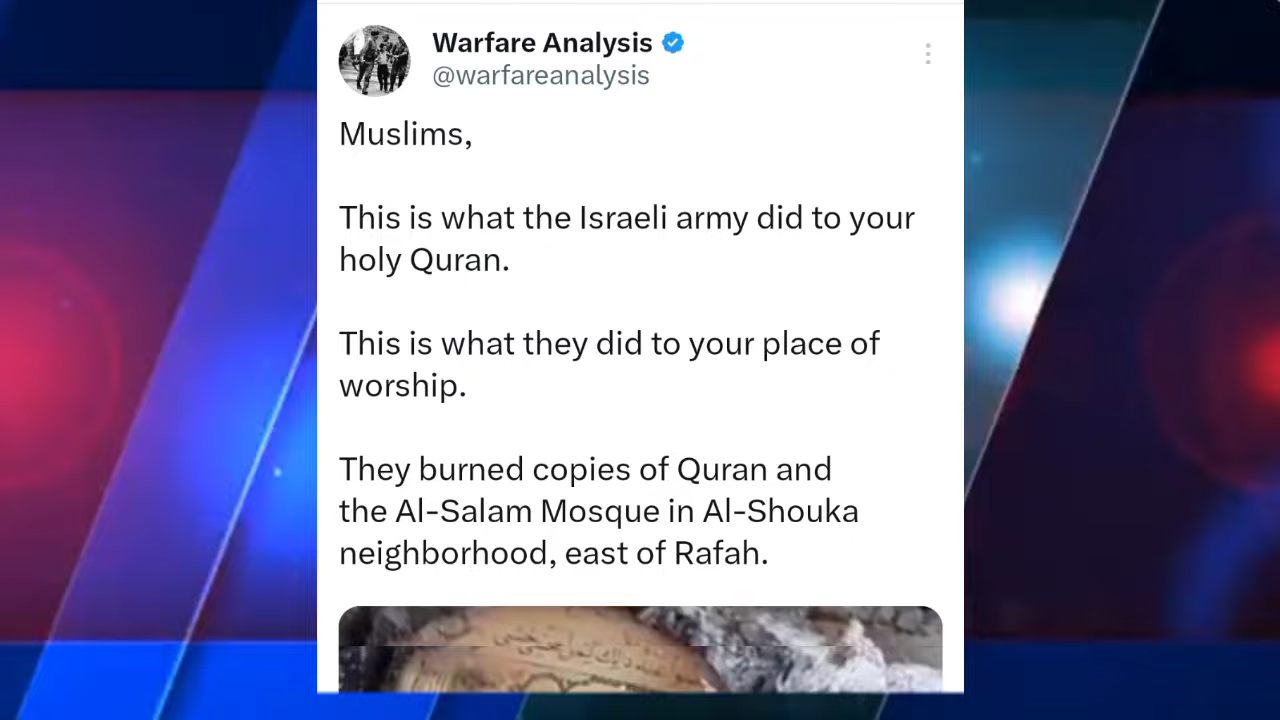 Warfare Analysis
@warfareanalysis
Muslims,
This is what the Israeli army did to your
holy Quran.
This is what they did to your place of
worship.
They burned copies of Quran and
the Al-Salam Mosque in Al-Shouka
neighborhood, east of Rafah.